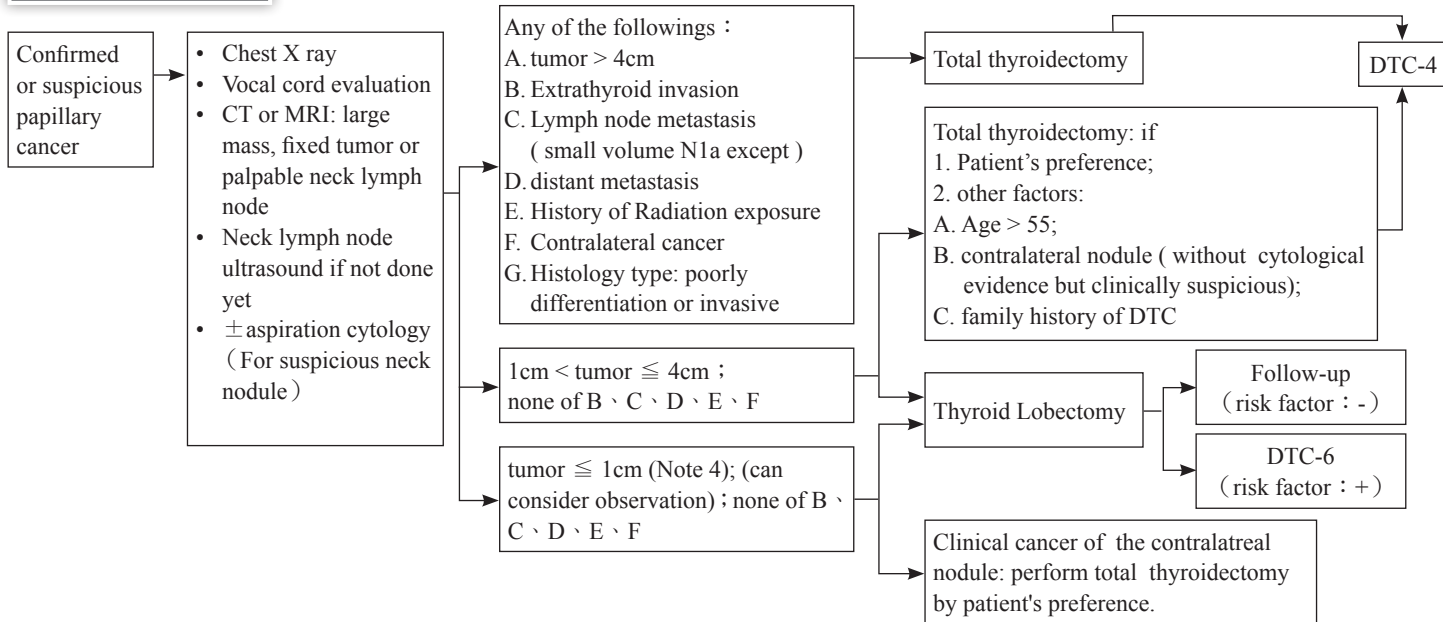 Confirmed
or suspicious
papillary
cancer
• Chest X ray
• Vocal cord evaluation
• CT or MRI: large
mass, fixed tumor or
palpable neck lymph
node
• Neck lymph node
ultrasound if not done
yet
• ±aspiration cytology
（For suspicious neck
nodule）
Any of the followings：
A. tumor > 4cm
B. Extrathyroid invasion
C. Lymph node metastasis
( small volume N1a except )
D. distant metastasis
E. History of Radiation exposure
F. Contralateral cancer
G. Histology type: poorly
differentiation or invasive
1cm < tumor ≦ 4cm；
none of B、C、D、E、F
tumor ≦ 1cm (Note 4); (can
consider observation)；none of B、
C、D、E、F
Total thyroidectomy
DTC-4
Total thyroidectomy: if
1. Patient’s preference;
2. other factors:
A. Age > 55;
B. contralateral nodule ( without cytological
evidence but clinically suspicious);
C. family history of DTC
Thyroid Lobectomy
Follow-up
（risk factor：-）
DTC-6
（risk factor：+）
Clinical cancer of the contralatreal
nodule: perform total thyroidectomy
by patient's preference.